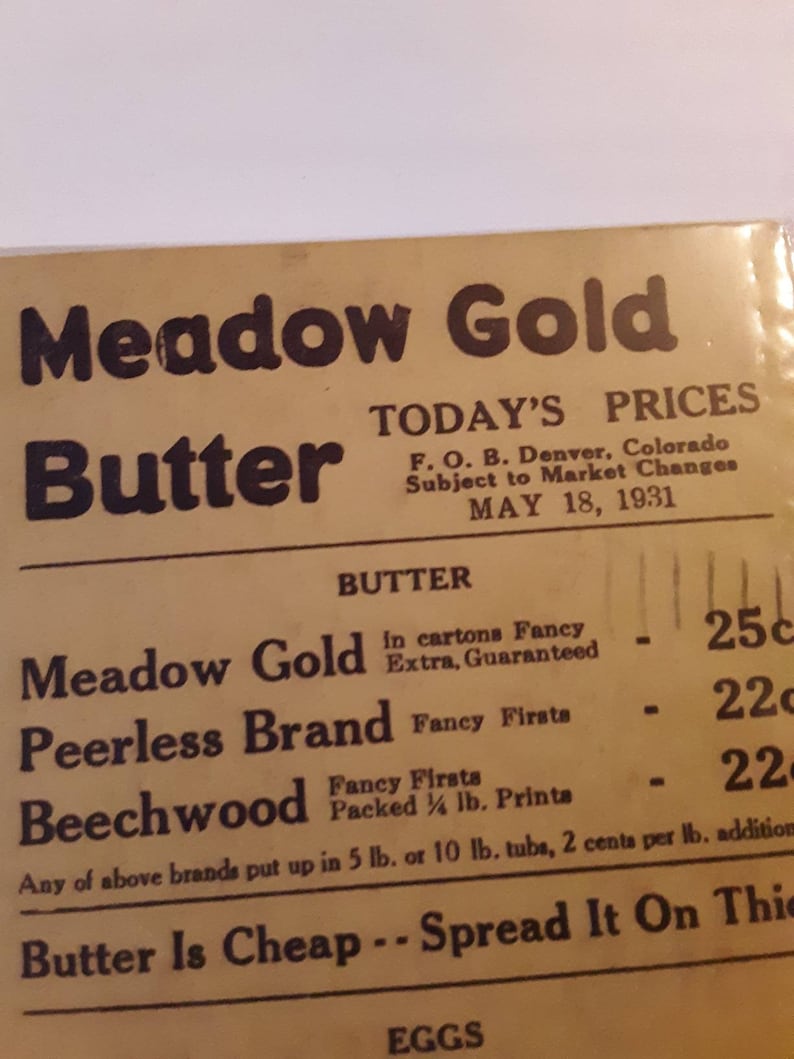 Meadow Gold
Butter
TODAY'S PRICES
F. O. B. Denver, Colorado
Subject to Market Changes
MAY 18, 1931
BUTTER
Meadow Gold in cartons Fancy Extra, Guaranteed - 25c
Peerless Brand Fancy Firsts - 22c
Beechwood Fancy Firsts Packed ¼ lb. Prints - 22
Any of above brands put up in 5 lb. or 10 lb. tubs, 2 cents per lb. addition
Butter Is Cheap -- Spread It On Thi
EGGS